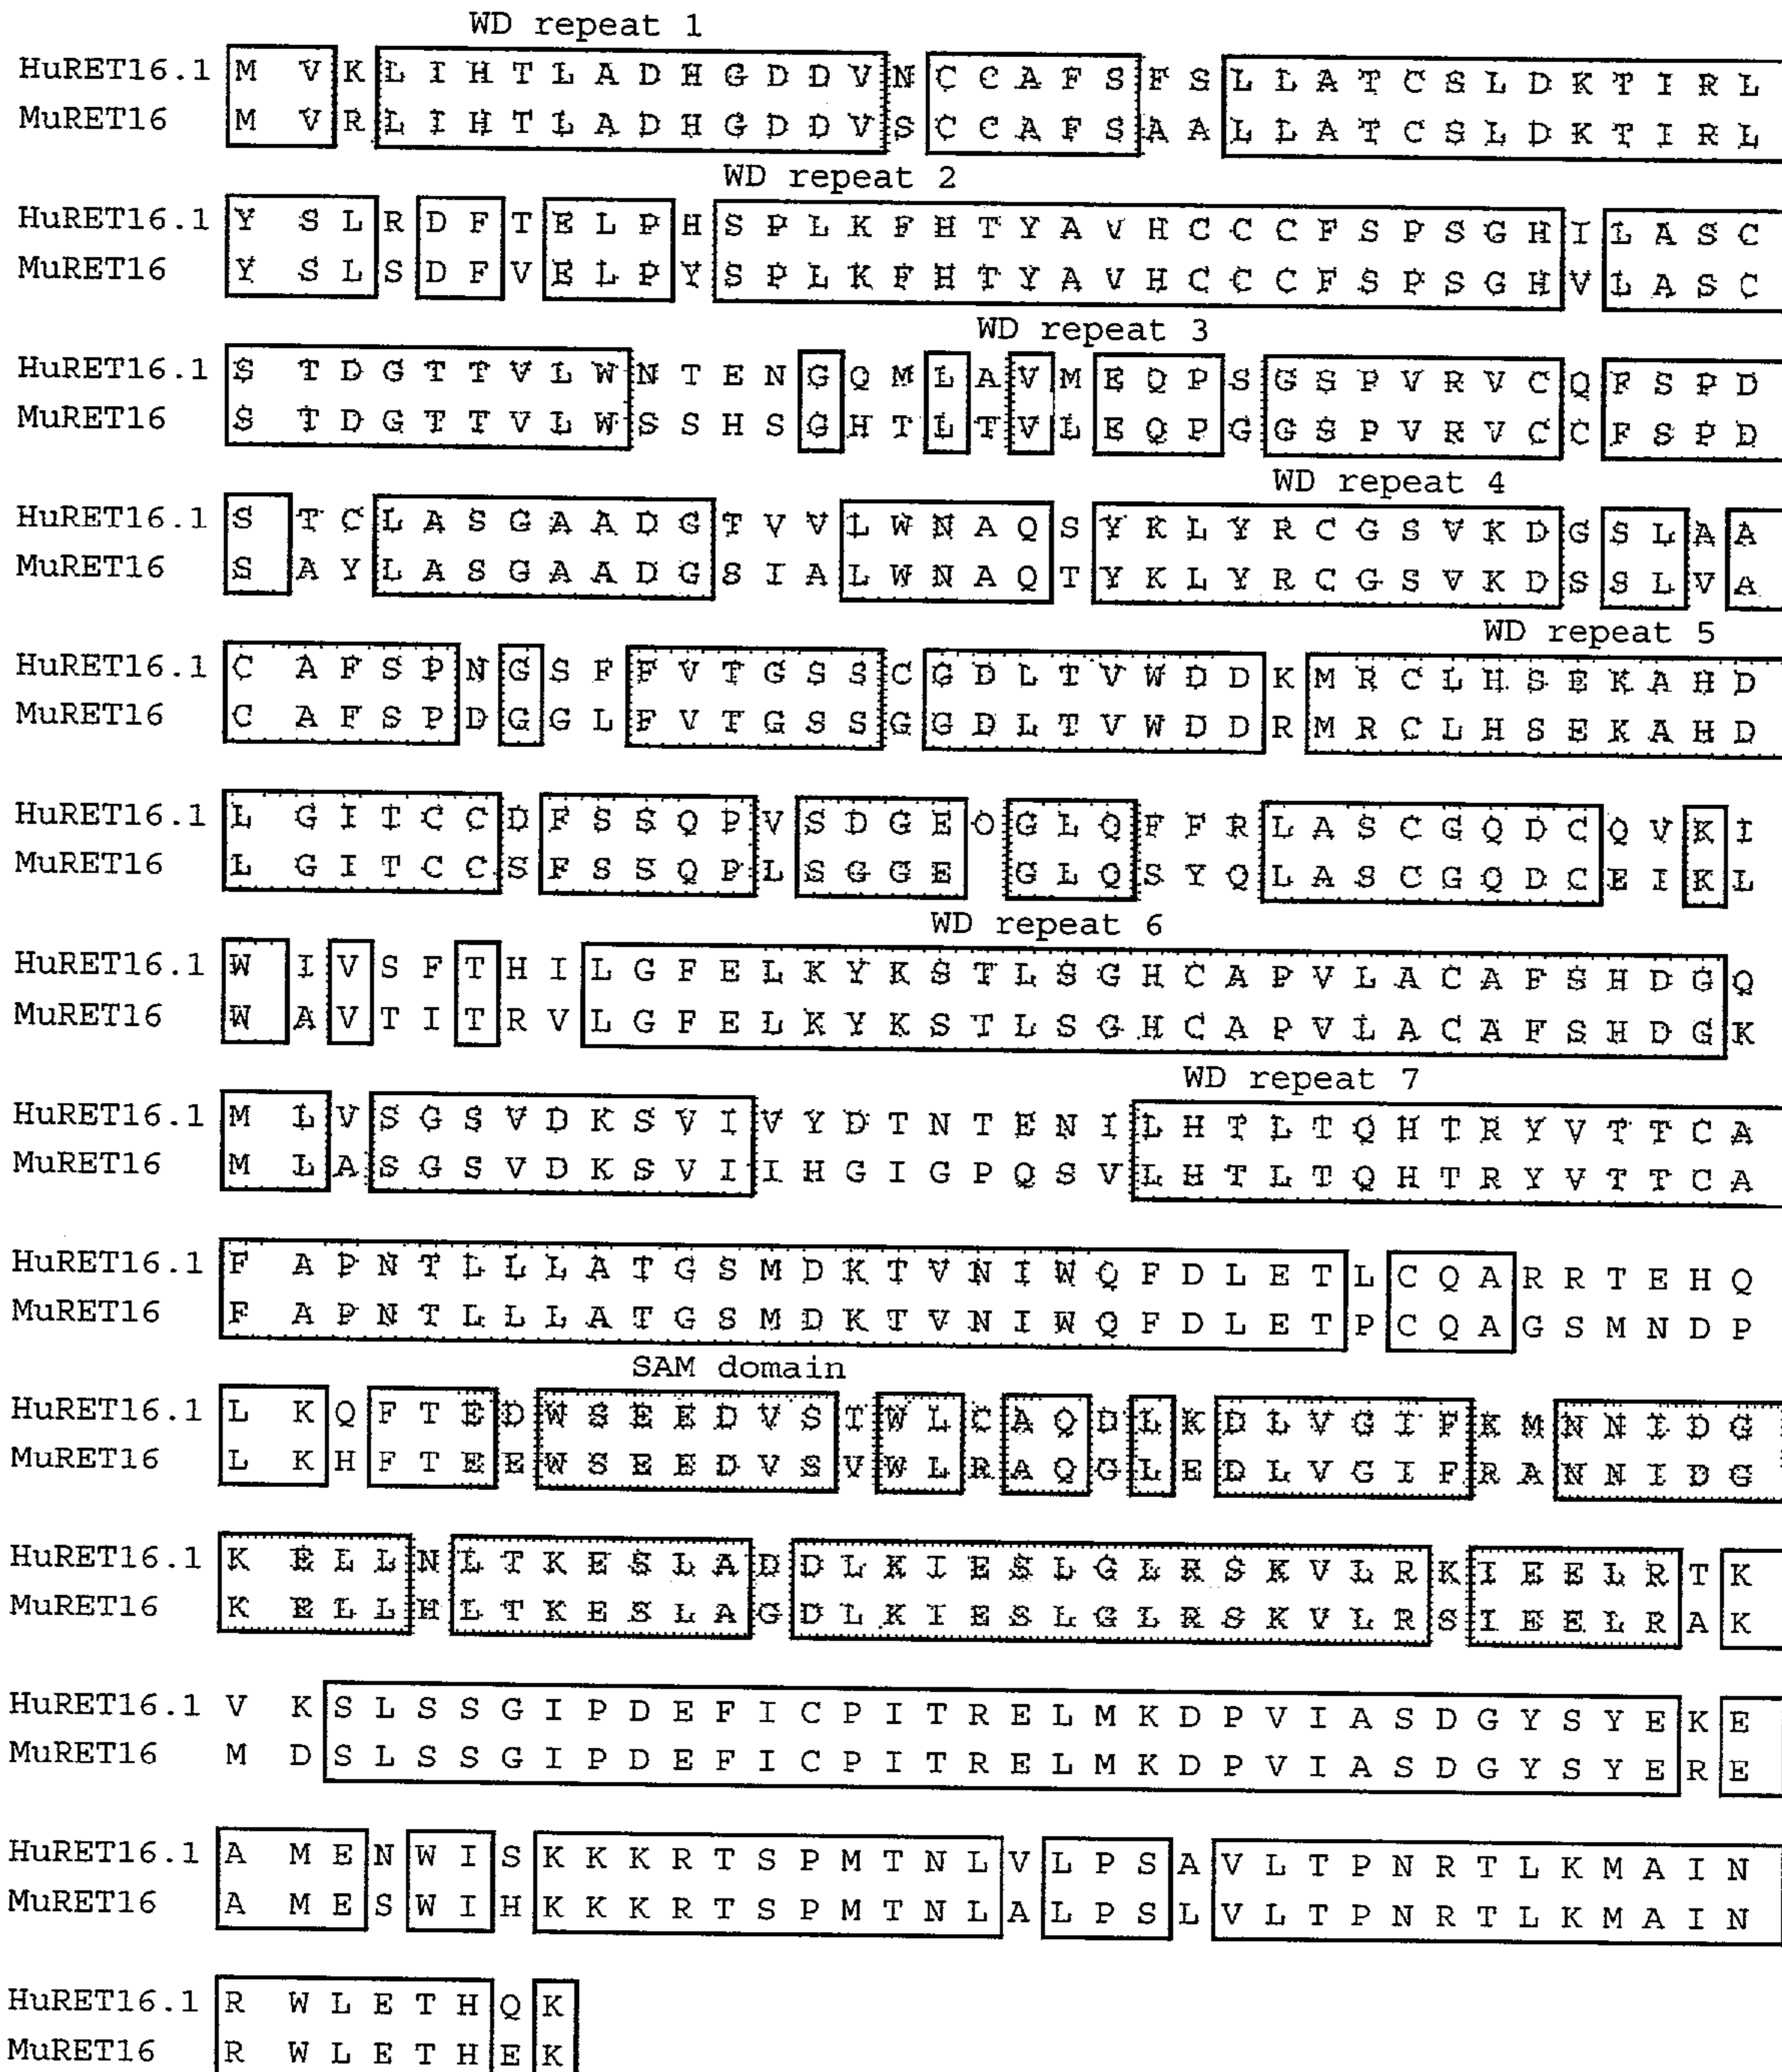 WD repeat 1
HuRET16.1 M V K L I H T L A D H G D D V N C C A F S F S L L A T C S L D K T I R L
MuRET16 M V R L I H T L A D H G D D V S C C A F S A A L L A T C S L D K T I R L
WD repeat 2
HuRET16.1 Y S L R D F T E L P H S P L K F H T Y A V H C C C F S P S G H I L A S C
MuRET16 Y S L S D F V E L P Y S P L K F H T Y A V H C C C F S P S G H V L A S C
WD repeat 3
HuRET16.1 S T D G T T V L W N T E N G Q M L A V M E Q P S G S P V R V C Q F S P D
MuRET16 S T D G T T V L W S S H S G H T L T V L E Q P G G S P V R V C C F S P D
WD repeat 4
HuRET16.1 S T C L A S G A A D G T V V L W N A Q S Y K L Y R C G S V K D G S L A A
MuRET16 S A Y L A S G A A D G S I A L W N A Q T Y K L Y R C G S V K D S S L V A
WD repeat 5
HuRET16.1 C A F S P N G S F F V T G S S C G D L T V W D D K M R C L H S E K A H D
MuRET16 C A F S P D G G L F V T G S S G G D L T V W D D R M R C L H S E K A H D
HuRET16.1 L G I T C C D F S S Q P V S D G E Q G L Q F F R L A S C G Q D C Q V K I
MuRET16 L G I T C C S F S S Q P L S G G E G L Q S Y Q L A S C G Q D C E I K L
WD repeat 6
HuRET16.1 W I V S F T H I L G F E L K Y K S T L S G H C A P V L A C A F S H D G Q
MuRET16 W A V T I T R V L G F E L K Y K S T L S G H C A P V L A C A F S H D G K
WD repeat 7
HuRET16.1 M L V S G S V D K S V I V Y D T N T E N I L H T L T Q H T R Y V T T C A
MuRET16 M L A S G S V D K S V I I H G I G P Q S V L H T L T Q H T R Y V T T C A
HuRET16.1 F A P N T L L L A T G S M D K T V N I W Q F D L E T L C Q A R R T E H Q
MuRET16 F A P N T L L L A T G S M D K T V N I W Q F D L E T P C Q A G S M N D P
SAM domain
HuRET16.1 L K Q F T E D W S E E D V S T W L C A Q D L K D L V G I F K M N N I D G
MuRET16 L K H F T E E W S E E D V S V W L R A Q G L E D L V G I F R A N N I D G
HuRET16.1 K E L L N L T K E S L A D D L K I E S L G L R S K V L R K I E E L R T K
MuRET16 K E L L H L T K E S L A G D L K I E S L G L R S K V L R S I E E L R A K
HuRET16.1 V K S L S S G I P D E F I C P I T R E L M K D P V I A S D G Y S Y E K E
MuRET16 M D S L S S G I P D E F I C P I T R E L M K D P V I A S D G Y S Y E R E
HuRET16.1 A M E N W I S K K K R T S P M T N L V L P S A V L T P N R T L K M A I N
MuRET16 A M E S W I H K K K R T S P M T N L A L P S L V L T P N R T L K M A I N
HuRET16.1 R W L E T H Q K
MuRET16 R W L E T H E K